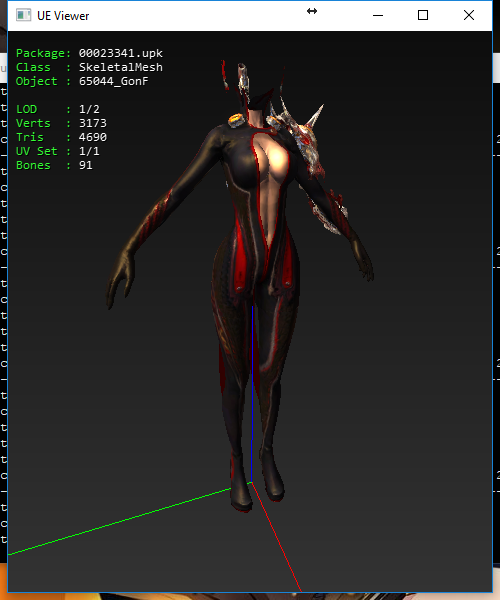 UE Viewer
Package: 00023341.upk
Class : SkeletalMesh
Object : 65044_GonF
LOD : 1/2
Verts : 3173
Tris : 4690
UV Set : 1/1
Bones : 91